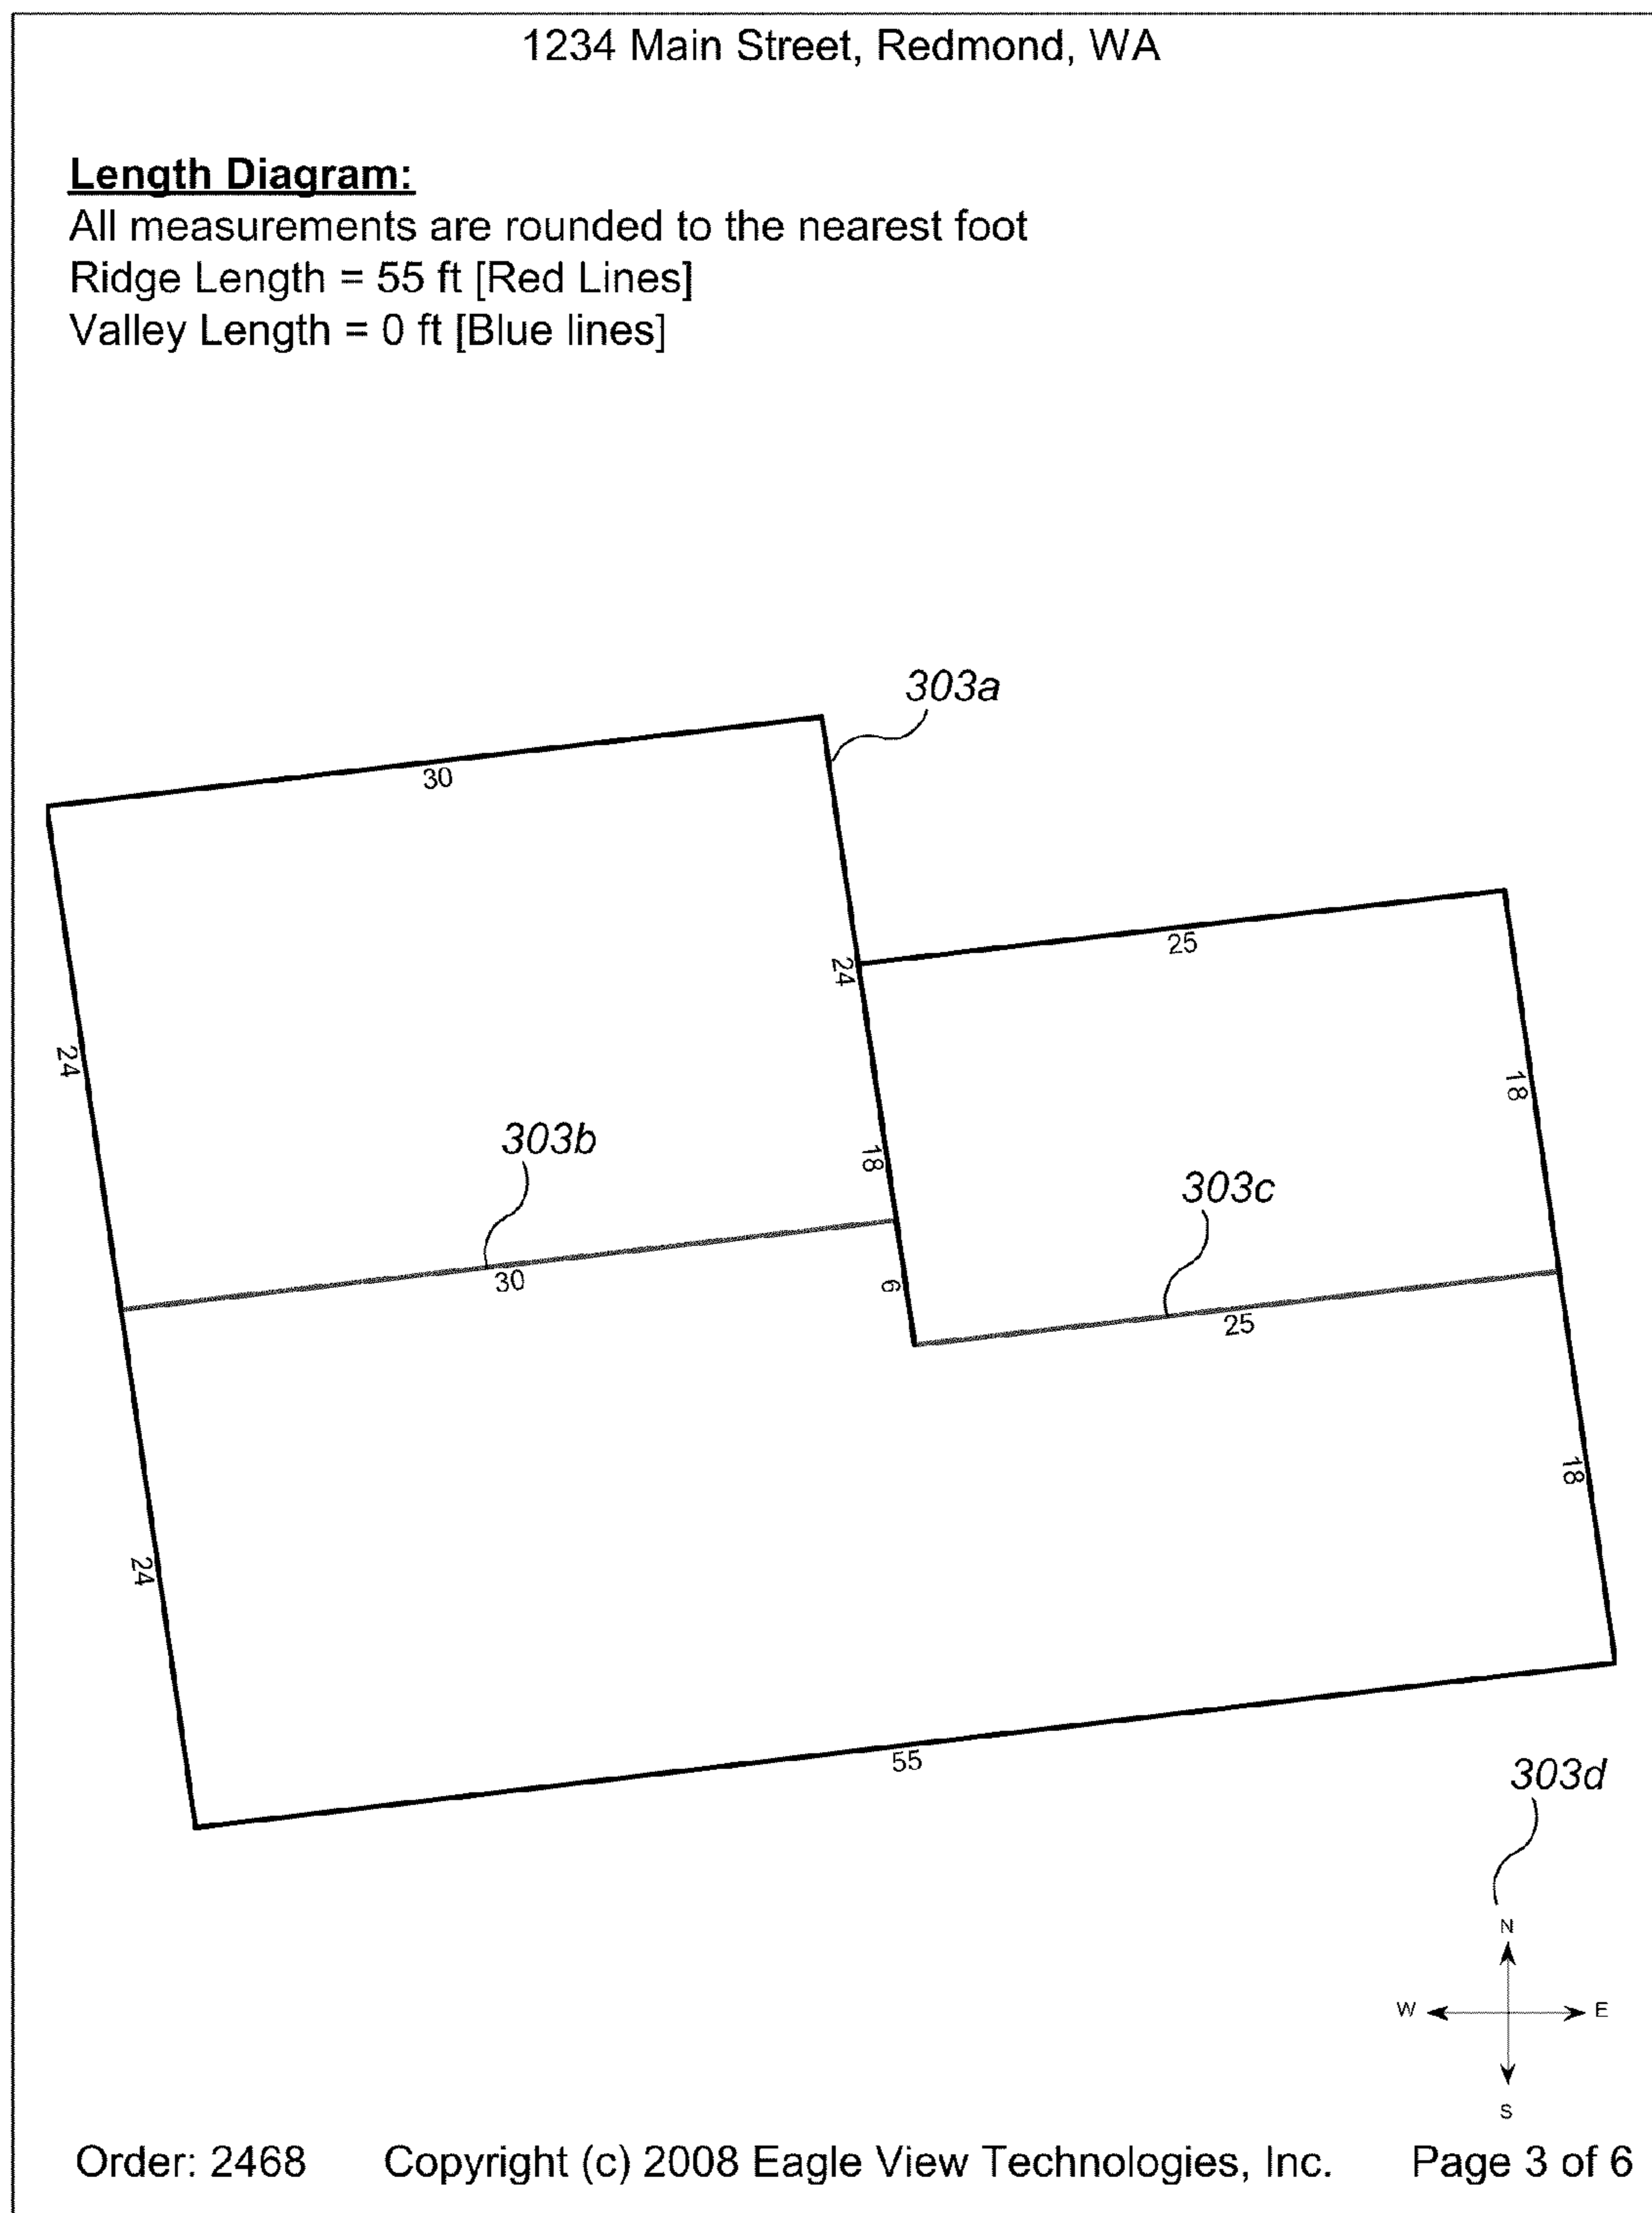 1234 Main Street, Redmond, WA
Length Diagram:
All measurements are rounded to the nearest foot
Ridge Length = 55 ft [Red Lines]
Valley Length = 0 ft [Blue lines]
303a
30
25
24
24
18
303b
18
303c
30
6
25
18
24
55
303d
N
W
E
S
Order: 2468 Copyright (c) 2008 Eagle View Technologies, Inc. Page 3 of 6